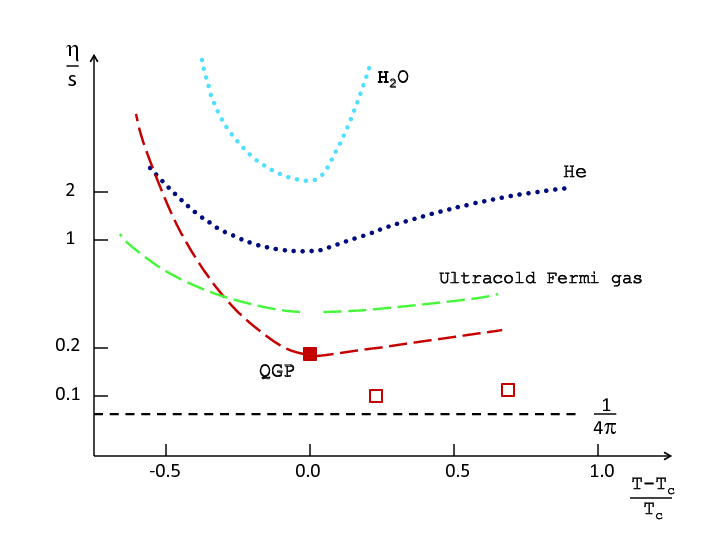 η
s
H₂O
He
2
1
Ultracold Fermi gas
0.2
QGP
0.1
1
4π
-0.5
0.0
0.5
1.0
T-Tc
Tc